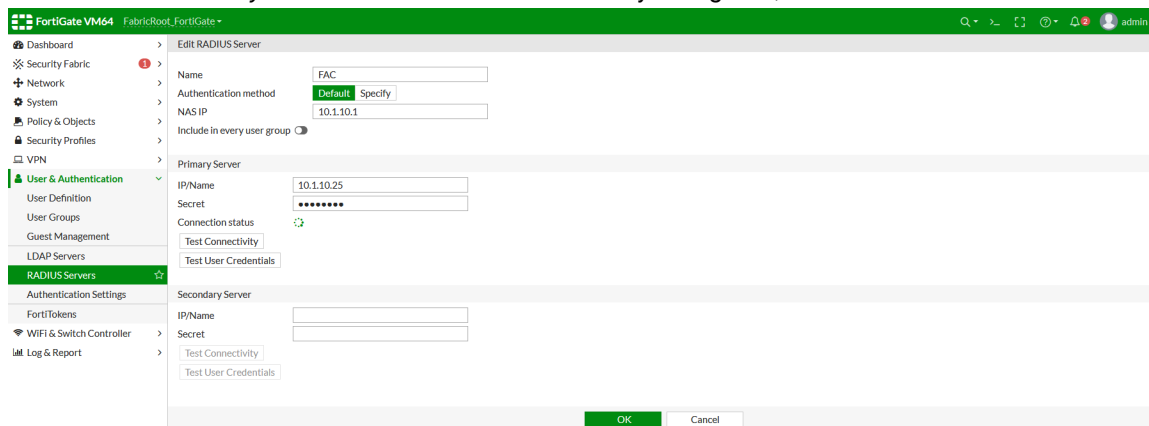 FortiGate VM64 FabricRoot_FortiGate
2 admin
Dashboard
Security Fabric 1
Network
System
Policy & Objects
Security Profiles
VPN
User & Authentication
User Definition
User Groups
Guest Management
LDAP Servers
RADIUS Servers
Authentication Settings
FortiTokens
WiFi & Switch Controller
Log & Report
Edit RADIUS Server
Name FAC
Authentication method Default Specify
NAS IP 10.1.10.1
Include in every user group
Primary Server
IP/Name 10.1.10.25
Secret ••••••••
Connection status
Test Connectivity
Test User Credentials
Secondary Server
IP/Name
Secret
Test Connectivity
Test User Credentials
OK Cancel